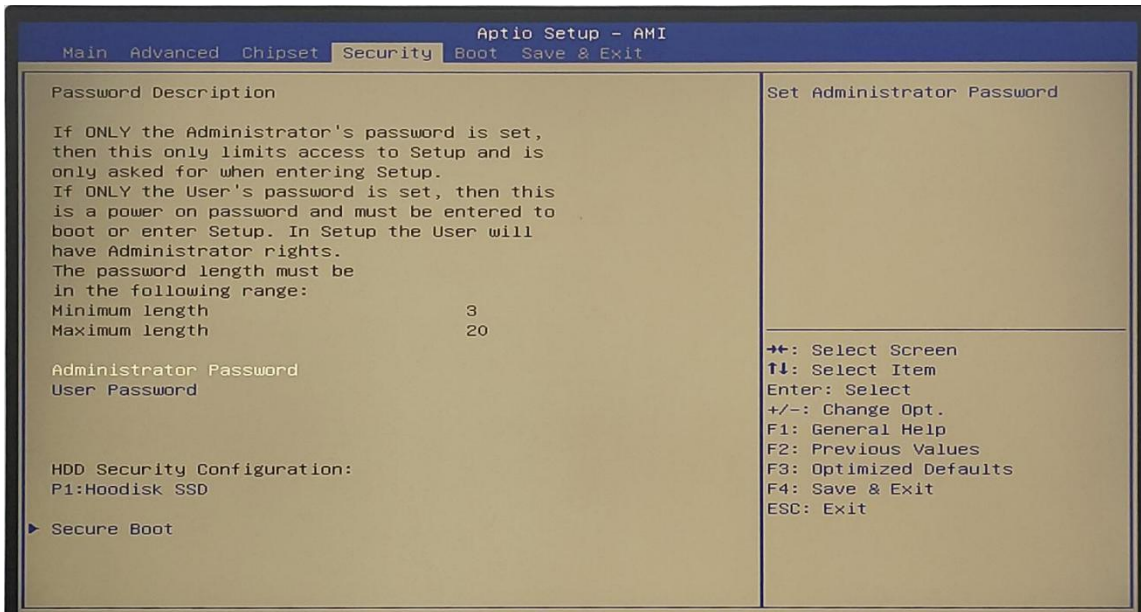 Aptio Setup - AMI
Main Advanced Chipset Security Boot Save & Exit
Password Description
If ONLY the Administrator's password is set,
then this only limits access to Setup and is
only asked for when entering Setup.
If ONLY the User's password is set, then this
is a power on password and must be entered to
boot or enter Setup. In Setup the User will
have Administrator rights.
The password length must be
in the following range:
Minimum length 3
Maximum length 20
Administrator Password
User Password
HDD Security Configuration:
P1:Hoodisk SSD
► Secure Boot
Set Administrator Password
→←: Select Screen
↑↓: Select Item
Enter: Select
+/-: Change Opt.
F1: General Help
F2: Previous Values
F3: Optimized Defaults
F4: Save & Exit
ESC: Exit